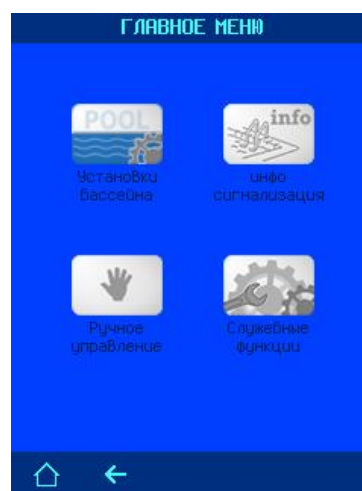 ГЛАВНОЕ МЕНЮ
POOL
info
Установки
бассейна
инфо
сигнализация
Ручное
управление
Служебные
функции